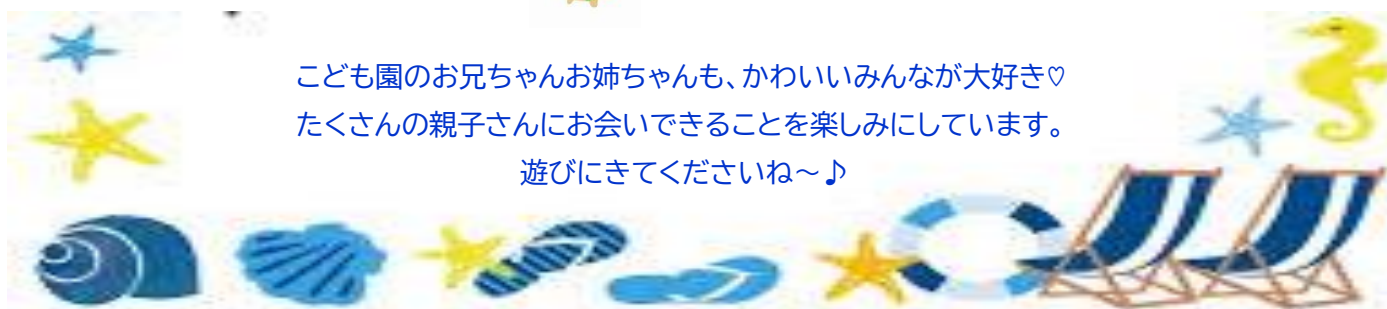 こども園のお兄ちゃんお姉ちゃんも、かわいいみんなが大好き♡
たくさんの親子さんにお会いできることを楽しみにしています。
遊びにきてくださいね～♪